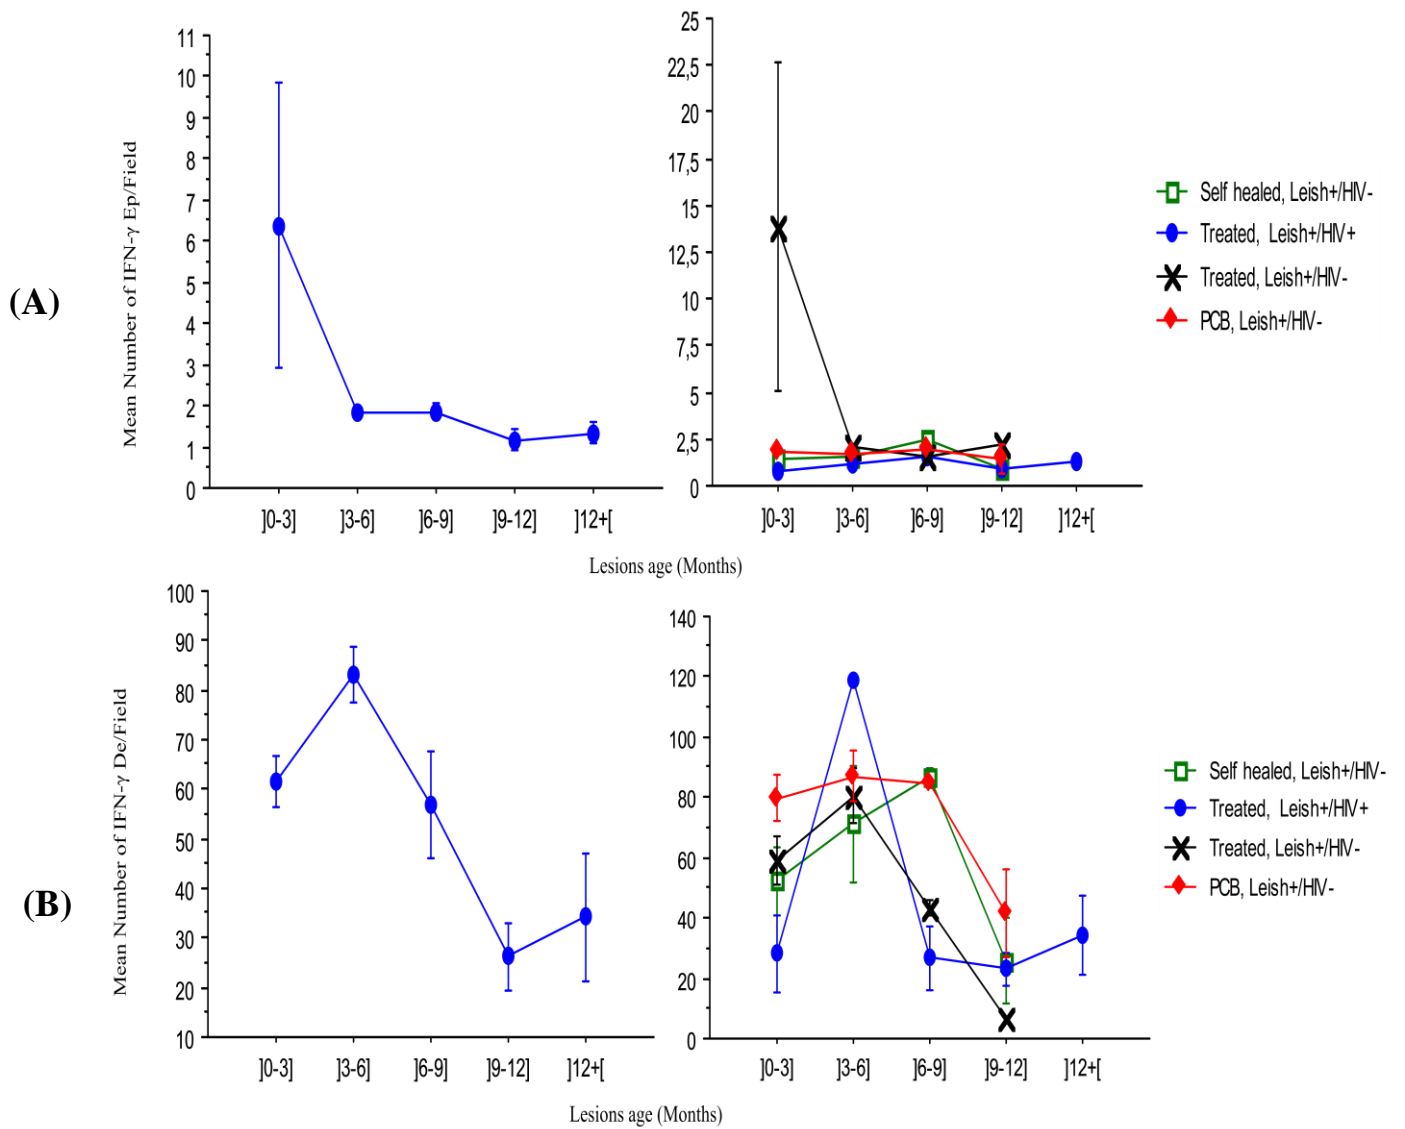 (A)
Mean Number of IFN-γ Ep/Field
11
10
9
8
7
6
5
4
3
2
1
0
]0-3] ]3-6] ]6-9] ]9-12] ]12+[
25
22,5
20
17,5
15
12,5
10
7,5
5
2,5
0
]0-3] ]3-6] ]6-9] ]9-12] ]12+[
Self healed, Leish+/HIV-
Treated, Leish+/HIV+
Treated, Leish+/HIV-
PCB, Leish+/HIV-
Lesions age (Months)
(B)
Mean Number of IFN-γ De/Field
100
90
80
70
60
50
40
30
20
10
]0-3] ]3-6] ]6-9] ]9-12] ]12+[
140
120
100
80
60
40
20
0
]0-3] ]3-6] ]6-9] ]9-12] ]12+[
Self healed, Leish+/HIV-
Treated, Leish+/HIV+
Treated, Leish+/HIV-
PCB, Leish+/HIV-
Lesions age (Months)